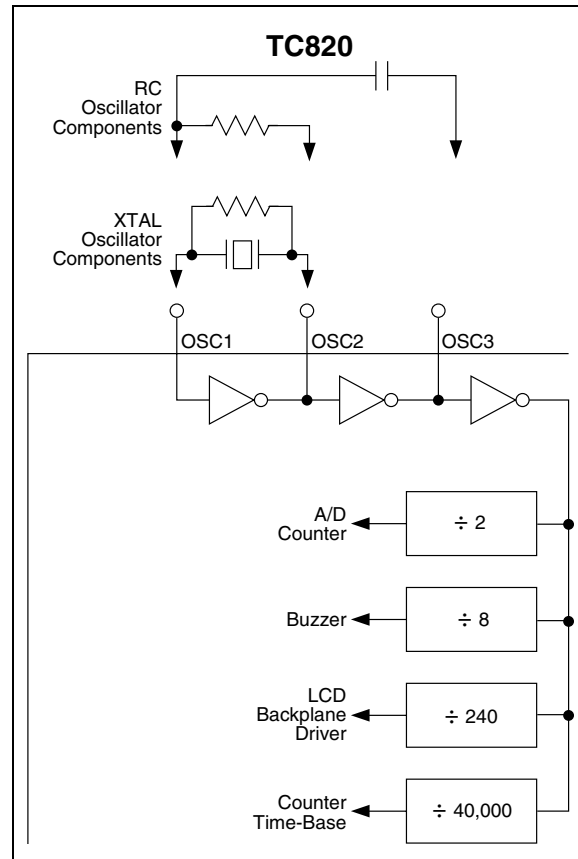 TC820
RC
Oscillator
Components
XTAL
Oscillator
Components
OSC1
OSC2
OSC3
A/D
Counter
÷ 2
Buzzer
÷ 8
LCD
Backplane
Driver
÷ 240
Counter
Time-Base
÷ 40,000